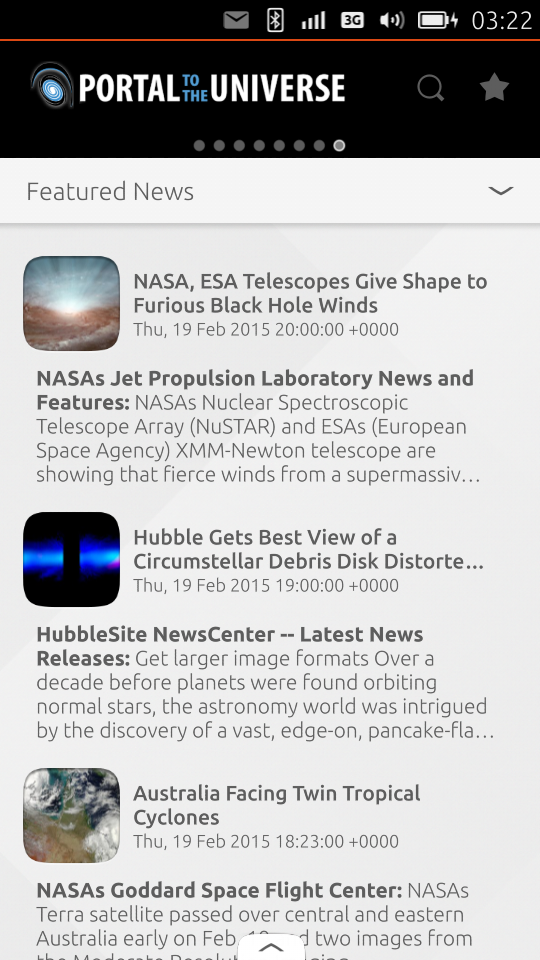 3G 03:22
PORTAL TO THE UNIVERSE
Featured News
NASA, ESA Telescopes Give Shape to
Furious Black Hole Winds
Thu, 19 Feb 2015 20:00:00 +0000
NASAs Jet Propulsion Laboratory News and
Features: NASAs Nuclear Spectroscopic
Telescope Array (NuSTAR) and ESAs (European
Space Agency) XMM-Newton telescope are
showing that fierce winds from a supermassiv…
Hubble Gets Best View of a
Circumstellar Debris Disk Distorte…
Thu, 19 Feb 2015 19:00:00 +0000
HubbleSite NewsCenter -- Latest News
Releases: Get larger image formats Over a
decade before planets were found orbiting
normal stars, the astronomy world was intrigued
by the discovery of a vast, edge-on, pancake-fla…
Australia Facing Twin Tropical
Cyclones
Thu, 19 Feb 2015 18:23:00 +0000
NASAs Goddard Space Flight Center: NASAs
Terra satellite passed over central and eastern
Australia early on Feb. two images from
the Moderate